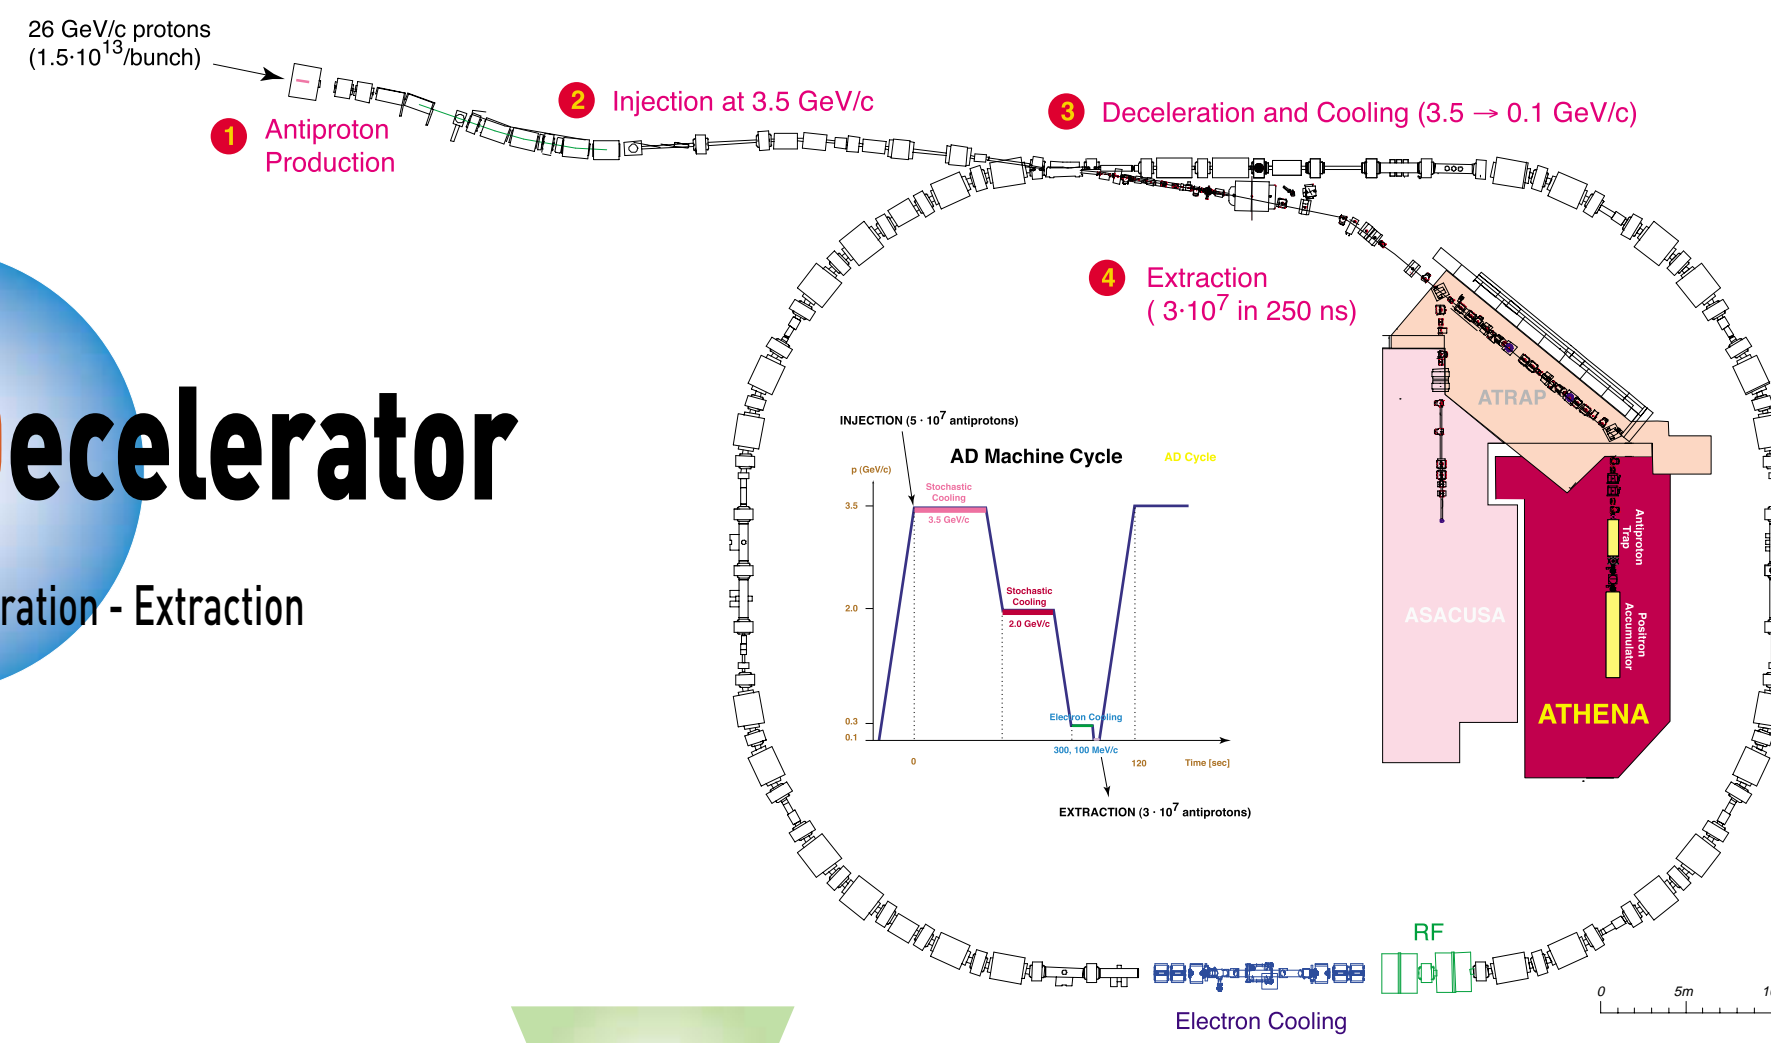 26 GeV/c protons
(1.5·10¹³/bunch)
1 Antiproton
Production
2 Injection at 3.5 GeV/c
3 Deceleration and Cooling (3.5 → 0.1 GeV/c)
4 Extraction
( 3·10⁷ in 250 ns)
ecelerator
ration - Extraction
INJECTION (5 · 10⁷ antiprotons)
AD Machine Cycle
AD Cycle
p (GeV/c)
Stochastic
Cooling
3.5
3.5 GeV/c
Stochastic
Cooling
2.0
2.0 GeV/c
0.3
Electron Cooling
0.1
300, 100 MeV/c
0
120
Time [sec]
EXTRACTION (3 · 10⁷ antiprotons)
ATRAP
ASACUSA
Antiproton
Trap
Positron
Accumulator
ATHENA
RF
Electron Cooling
0
5m